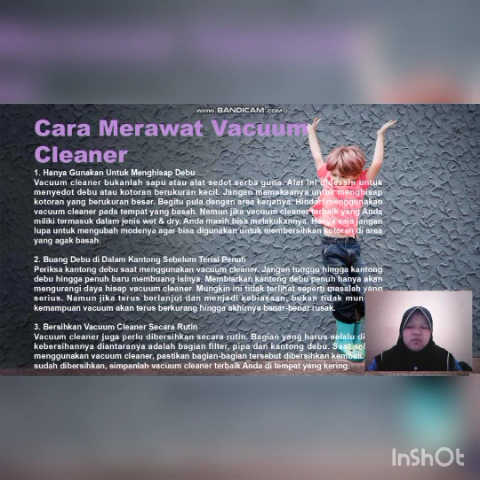 www.BANDICAM.com
Cara Merawat Vacuum
Cleaner
1. Hanya Gunakan Untuk Menghisap Debu
Vacuum cleaner bukanlah sapu atau alat sedot serba guna. Alat ini didesain untuk
menyedot debu atau kotoran berukuran kecil. Jangan memaksanya untuk menghisap
kotoran yang berukuran besar. Begitu pula dengan area kerjanya. Hindari menggunakan
vacuum cleaner pada tempat yang basah. Namun jika vacuum cleaner terbaik yang Anda
miliki termasuk dalam jenis wet & dry, Anda masih bisa melakukannya. Hanya saja jangan
lupa untuk mengubah modenya agar bisa digunakan untuk membersihkan kotoran di area
yang agak basah.
2. Buang Debu di Dalam Kantong Sebelum Terisi Penuh
Periksa kantong debu saat menggunakan vacuum cleaner. Jangan tunggu hingga kantong
debu hingga penuh baru membuang isinya. Membiarkan kantong debu penuh hanya akan
mengurangi daya hisap vacuum cleaner. Mungkin ini tidak terlihat seperti masalah yang
serius. Namun jika terus berlanjut dan menjadi kebiasaan, bukan tidak mun
kemampuan vacuum akan terus berkurang hingga akhirnya benar-benar rusak.
3. Bersihkan Vacuum Cleaner Secara Rutin
Vacuum cleaner juga perlu dibersihkan secara rutin. Bagian yang harus selalu di
kebersihannya diantaranya adalah bagian filter, pipa dan kantong debu. Saat se
menggunakan vacuum cleaner, pastikan bagian-bagian tersebut dibersihkan kembali.
sudah dibersihkan, simpanlah vacuum cleaner terbaik Anda di tempat yang kering.
InShOt